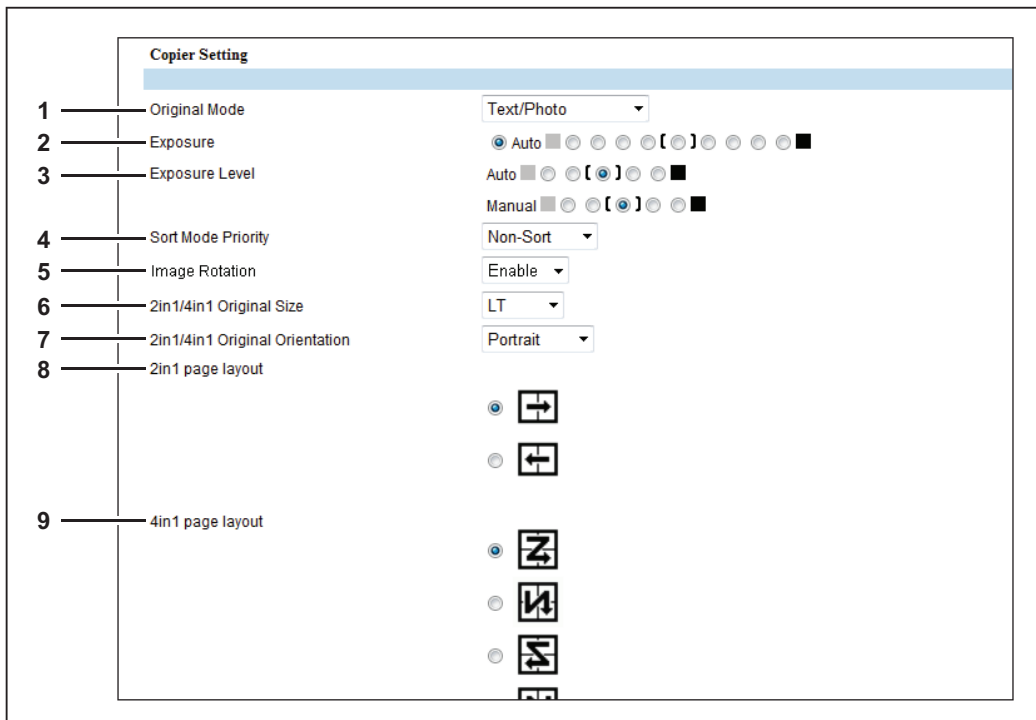 Copier Setting
1 Original Mode Text/Photo
2 Exposure Auto [ ]
3 Exposure Level Auto [ ]
Manual [ ]
4 Sort Mode Priority Non-Sort
5 Image Rotation Enable
6 2in1/4in1 Original Size LT
7 2in1/4in1 Original Orientation Portrait
8 2in1 page layout
9 4in1 page layout